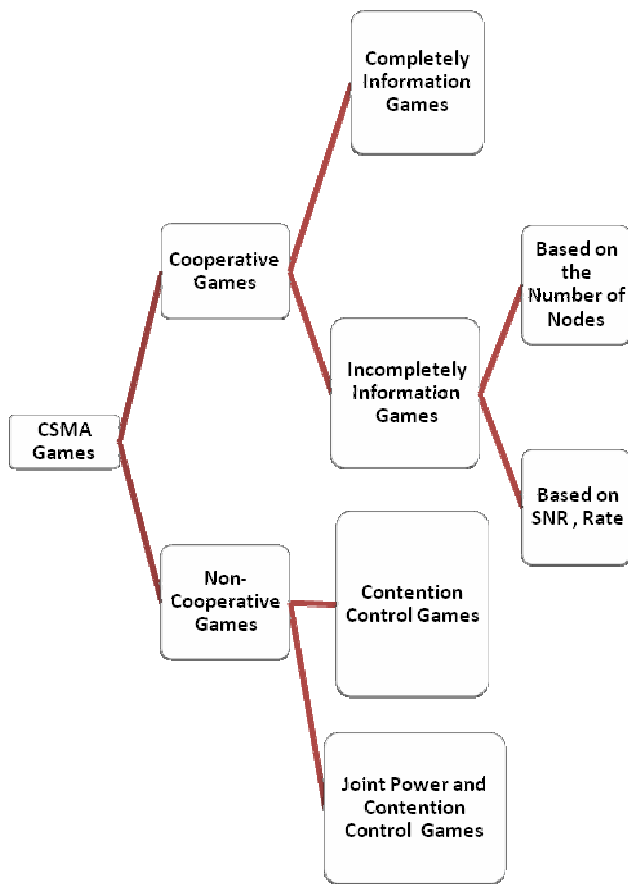 Completely
Information
Games
Cooperative
Games
Based on
the
Number of
Nodes
Incompletely
Information
Games
CSMA
Games
Based on
SNR , Rate
Non-
Cooperative
Games
Contention
Control Games
Joint Power and
Contention
Control  Games